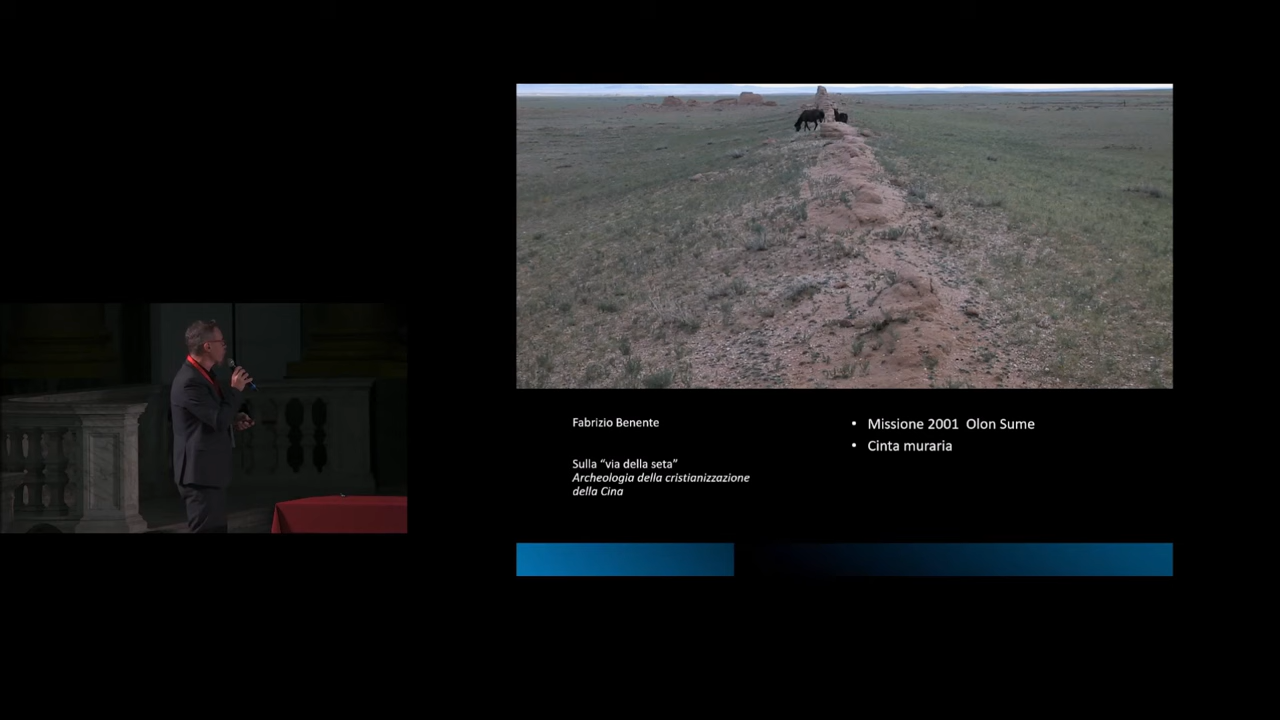 Fabrizio Benente
Sulla “via della seta”
Archeologia della cristianizzazione
della Cina
• Missione 2001 Olon Sume
• Cinta muraria